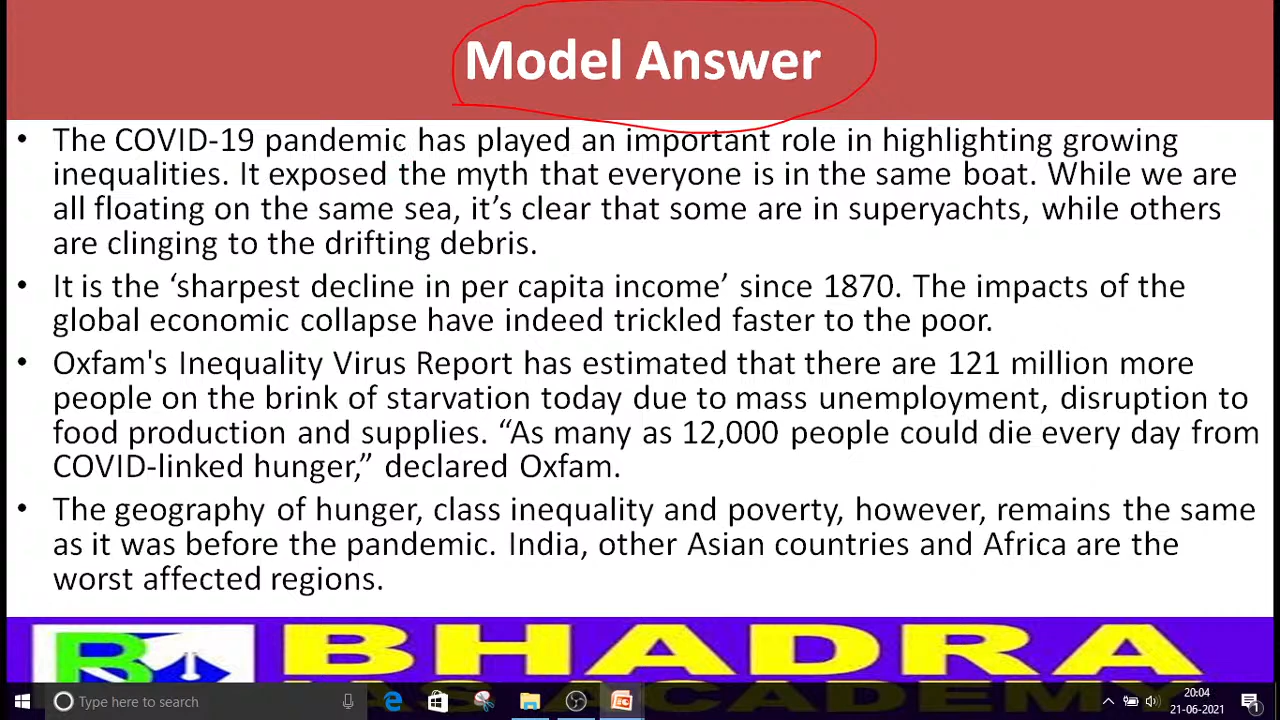 Model Answer
• The COVID-19 pandemic has played an important role in highlighting growing
inequalities. It exposed the myth that everyone is in the same boat. While we are
all floating on the same sea, it’s clear that some are in superyachts, while others
are clinging to the drifting debris.
• It is the ‘sharpest decline in per capita income’ since 1870. The impacts of the
global economic collapse have indeed trickled faster to the poor.
• Oxfam's Inequality Virus Report has estimated that there are 121 million more
people on the brink of starvation today due to mass unemployment, disruption to
food production and supplies. “As many as 12,000 people could die every day from
COVID-linked hunger,” declared Oxfam.
• The geography of hunger, class inequality and poverty, however, remains the same
as it was before the pandemic. India, other Asian countries and Africa are the
worst affected regions.
BHADRA
IAS ACADEMY
Type here to search
20:04
21-06-2021
1